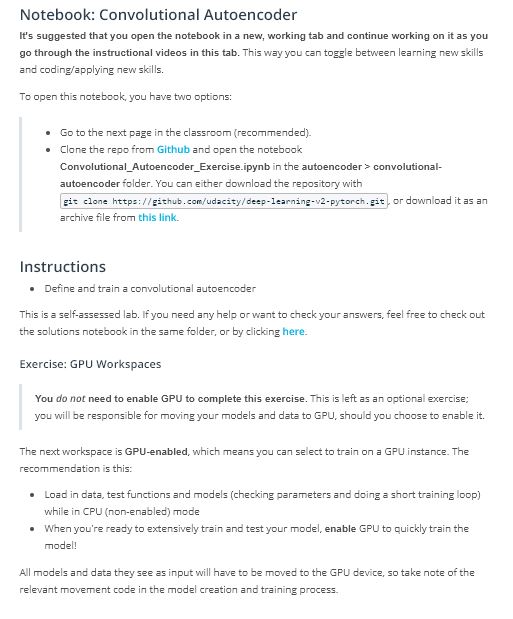 Notebook: Convolutional Autoencoder
It's suggested that you open the notebook in a new, working tab and continue working on it as you
go through the instructional videos in this tab. This way you can toggle between learning new skills
and coding/applying new skills.
To open this notebook, you have two options:
• Go to the next page in the classroom (recommended).
• Clone the repo from Github and open the notebook
Convolutional_Autoencoder_Exercise.ipynb in the autoencoder > convolutional-
autoencoder folder. You can either download the repository with
git clone https://github.com/udacity/deep-learning-v2-pytorch.git, or download it as an
archive file from this link.
Instructions
• Define and train a convolutional autoencoder
This is a self-assessed lab. If you need any help or want to check your answers, feel free to check out
the solutions notebook in the same folder, or by clicking here.
Exercise: GPU Workspaces
You do not need to enable GPU to complete this exercise. This is left as an optional exercise;
you will be responsible for moving your models and data to GPU, should you choose to enable it.
The next workspace is GPU-enabled, which means you can select to train on a GPU instance. The
recommendation is this:
• Load in data, test functions and models (checking parameters and doing a short training loop)
while in CPU (non-enabled) mode
• When you're ready to extensively train and test your model, enable GPU to quickly train the
model!
All models and data they see as input will have to be moved to the GPU device, so take note of the
relevant movement code in the model creation and training process.